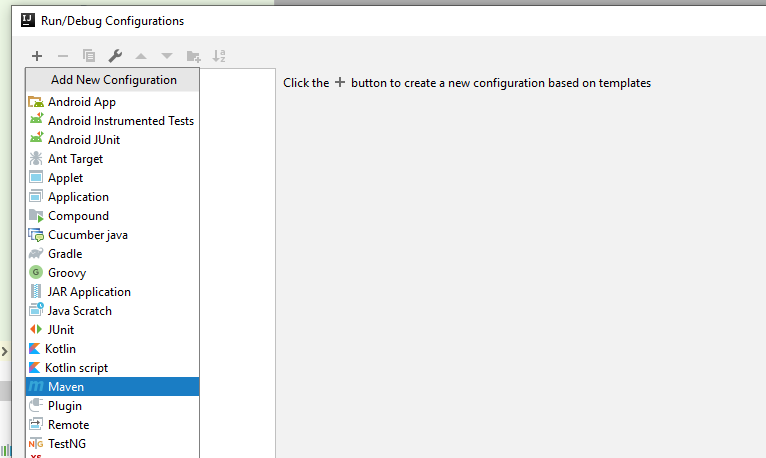 Run/Debug Configurations
Add New Configuration
Click the + button to create a new configuration based on templates
Android App
Android Instrumented Tests
Android JUnit
Ant Target
Applet
Application
Compound
Cucumber java
Gradle
Groovy
JAR Application
Java Scratch
JUnit
Kotlin
Kotlin script
Maven
Plugin
Remote
TestNG